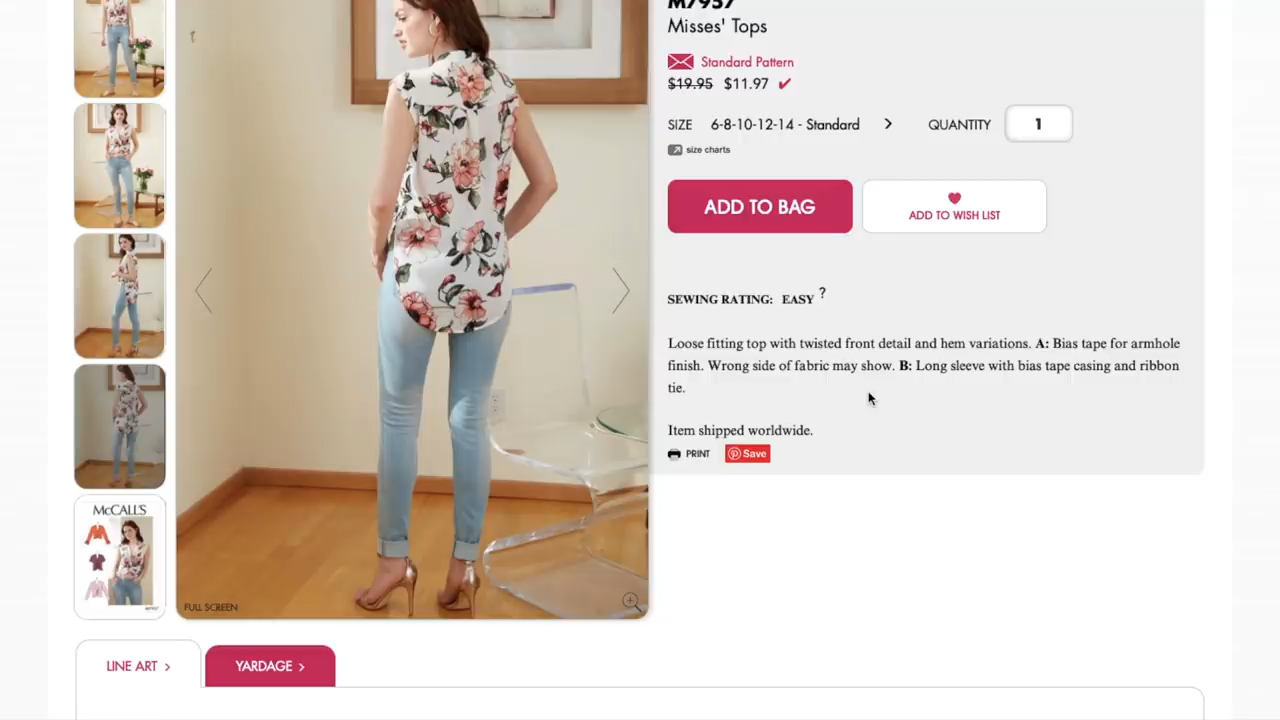 M7957
Misses' Tops
Standard Pattern
$19.95 $11.97
SIZE 6-8-10-12-14 - Standard > QUANTITY 1
size charts
ADD TO BAG
ADD TO WISH LIST
SEWING RATING: EASY ?
Loose fitting top with twisted front detail and hem variations. A: Bias tape for armhole
finish. Wrong side of fabric may show. B: Long sleeve with bias tape casing and ribbon
tie.
Item shipped worldwide.
PRINT Save
McCALL'S
FULL SCREEN
LINE ART >
YARDAGE >